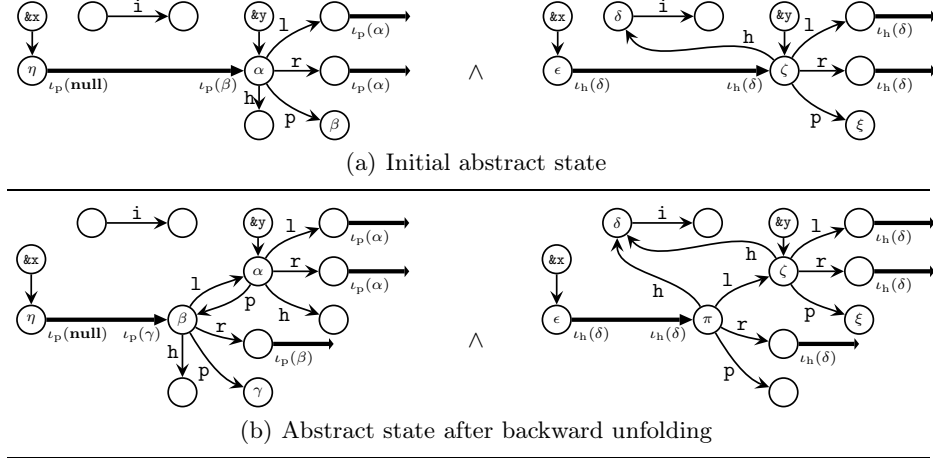 &x i &y l ιp(α) &x δ i &y l ιh(δ)
η ιp(null) ιp(β) α r ιp(α) ∧ ϵ ιh(δ) ιh(δ) h ζ r ιh(δ)
h p β p ξ
(a) Initial abstract state
i &y l ιp(α) δ i &y l ιh(δ)
&x l α r ιp(α) &x h ζ r ιh(δ)
p h h l p
η ιp(null) ιp(γ) β r ιp(β) ∧ ϵ ιh(δ) ιh(δ) π r ιh(δ) ξ
h p γ p
(b) Abstract state after backward unfolding